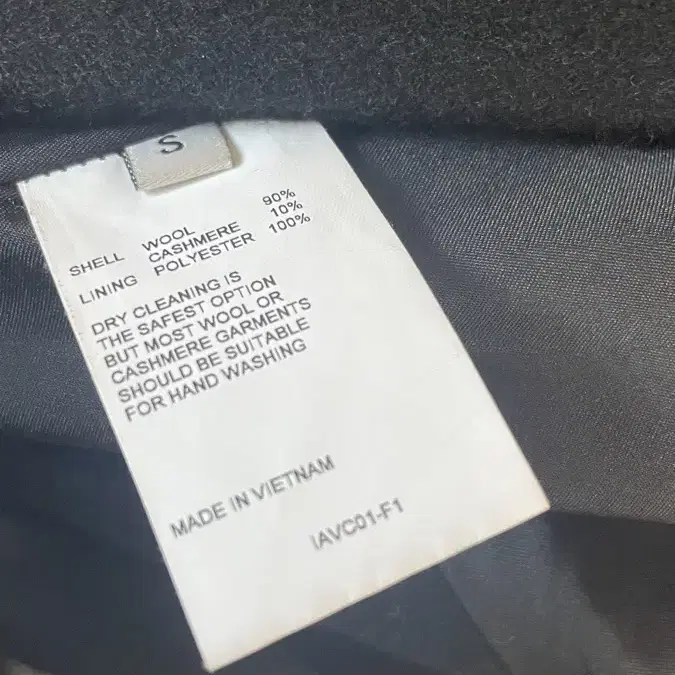 S
SHELL WOOL 90%
CASHMERE 10%
LINING POLYESTER 100%
DRY CLEANING IS
THE SAFEST OPTION
BUT MOST WOOL OR
CASHMERE GARMENTS
SHOULD BE SUITABLE
FOR HAND WASHING
MADE IN VIETNAM
IAVC01-F1